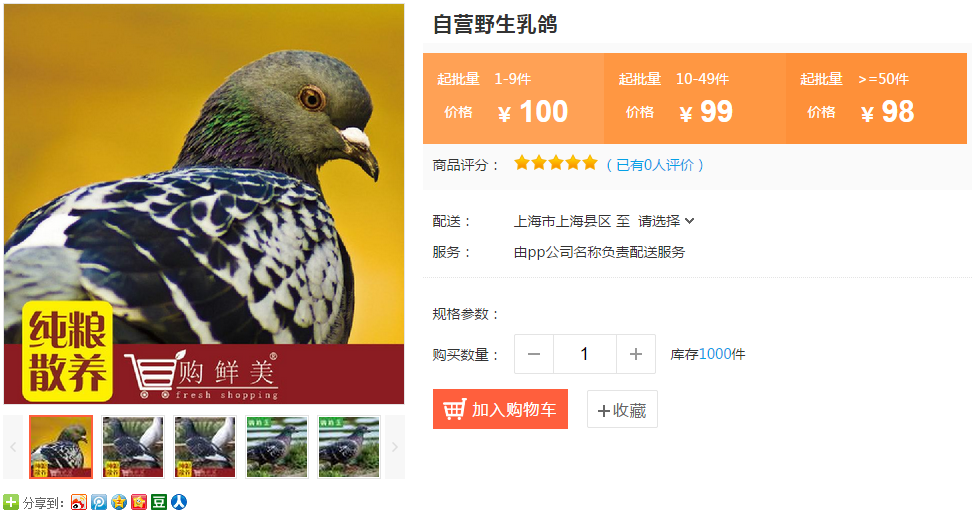 自营野生乳鸽
起批量 1-9件 起批量 10-49件 起批量 >=50件
价格 ¥ 100 价格 ¥ 99 价格 ¥ 98
商品评分： （已有0人评价）
配送： 上海市上海县区 至 请选择
服务： 由pp公司名称负责配送服务
规格参数：
购买数量： − 1 + 库存1000件
加入购物车 +收藏
纯粮
散养
购鲜美®
fresh shopping
分享到：